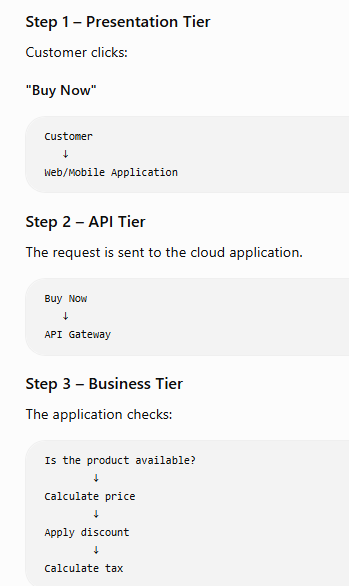 Step 1 – Presentation Tier
Customer clicks:
"Buy Now"
Customer
↓
Web/Mobile Application
Step 2 – API Tier
The request is sent to the cloud application.
Buy Now
↓
API Gateway
Step 3 – Business Tier
The application checks:
Is the product available?
↓
Calculate price
↓
Apply discount
↓
Calculate tax